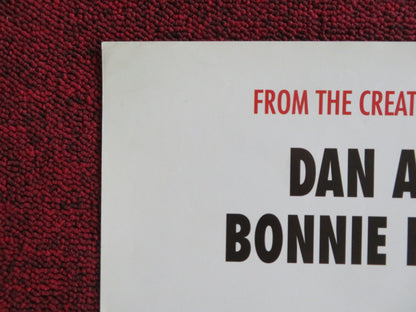 FROM THE CREAT
DAN A
BONNIE